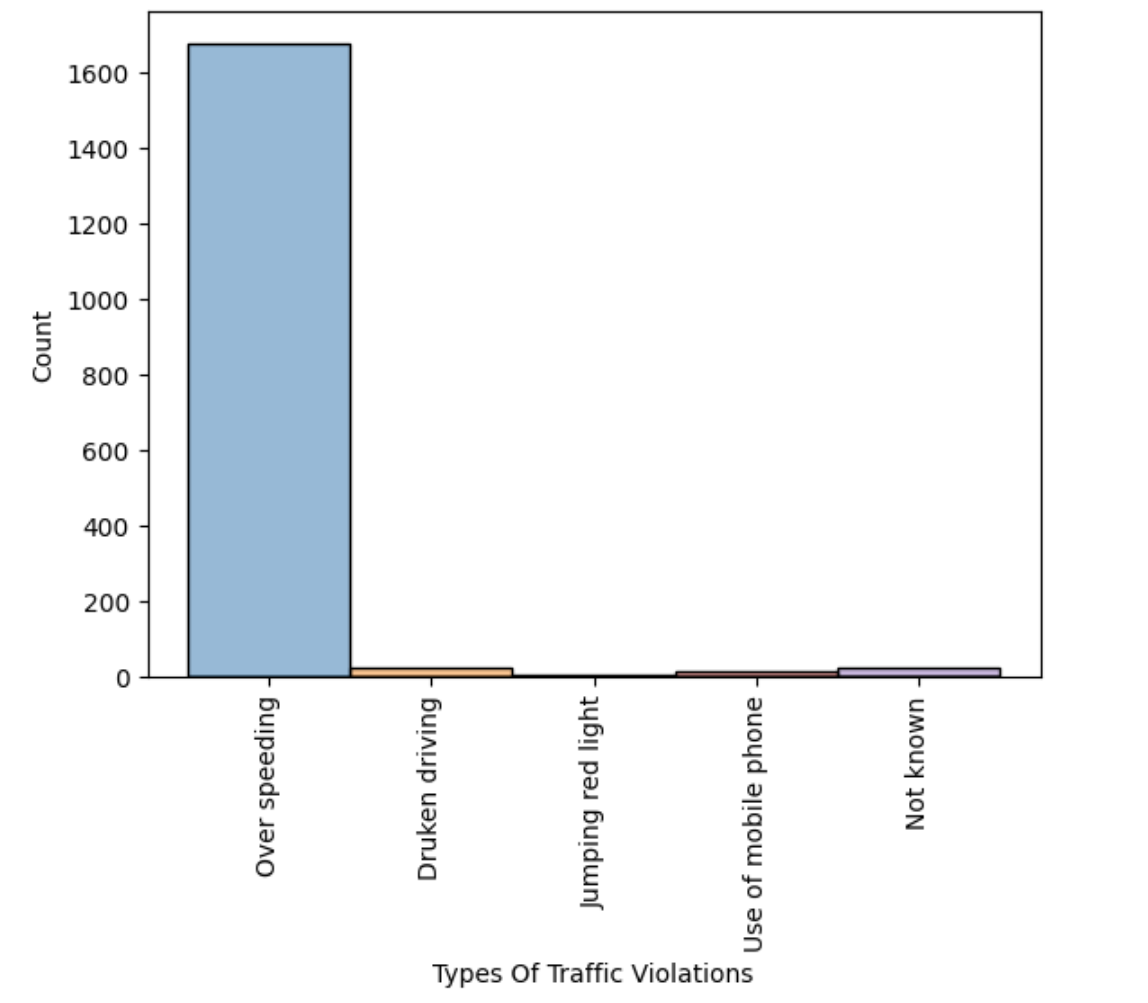 1600
1400
1200
1000
800
600
400
200
0
Count
Over speeding
Druken driving
Jumping red light
Use of mobile phone
Not known
Types Of Traffic Violations